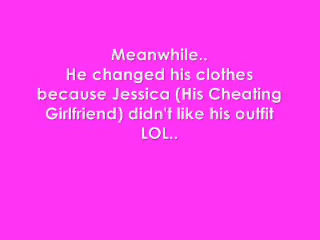 Meanwhile..
He changed his clothes
because Jessica (His Cheating
Girlfriend) didn't like his outfit
LOL..